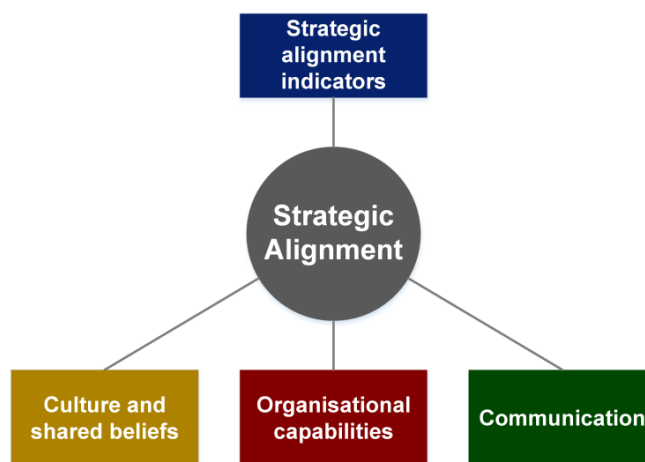 Strategic
alignment
indicators
Strategic
Alignment
Culture and
shared beliefs
Organisational
capabilities
Communication